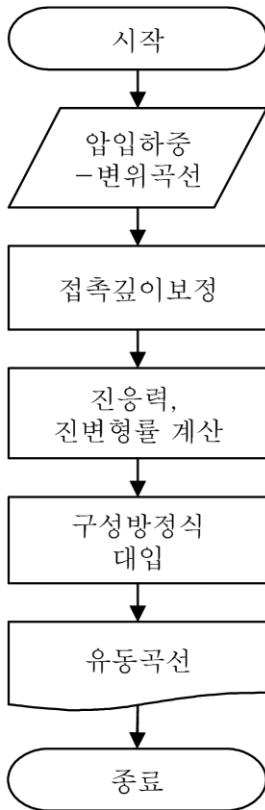 시작
압입하중
-변위곡선
접촉깊이보정
진응력,
진변형률 계산
구성방정식
대입
유동곡선
종료